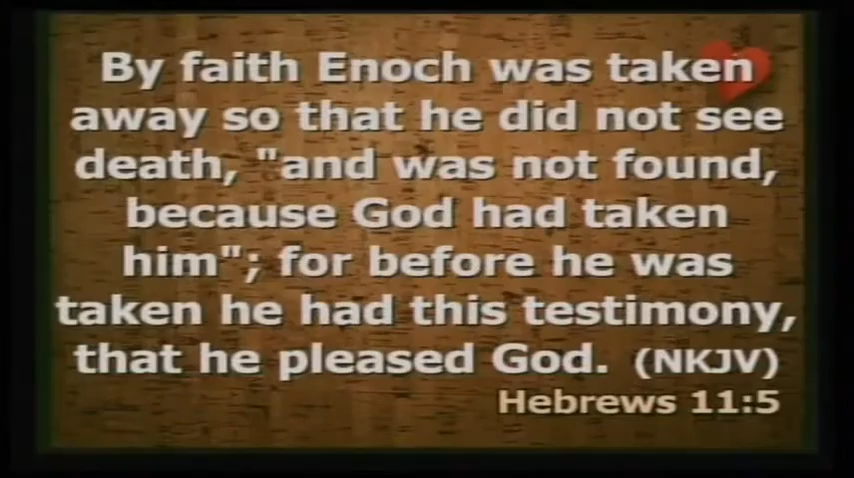 By faith Enoch was taken
away so that he did not see
death, "and was not found,
because God had taken
him"; for before he was
taken he had this testimony,
that he pleased God. (NKJV)
Hebrews 11:5